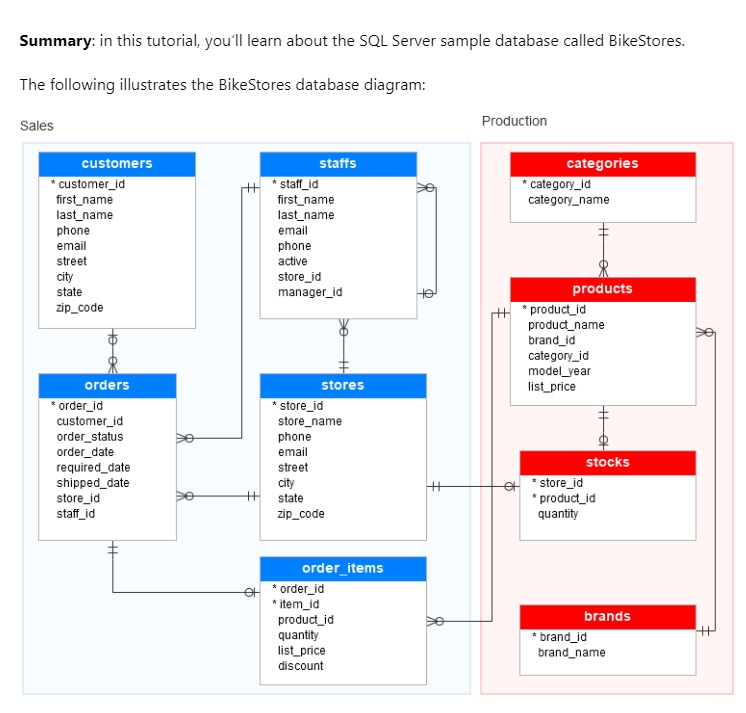 Summary: in this tutorial, you'll learn about the SQL Server sample database called BikeStores.
The following illustrates the BikeStores database diagram:
Sales
customers
* customer_id
first_name
last_name
phone
email
street
city
state
zip_code
staffs
* staff_id
first_name
last_name
email
phone
active
store_id
manager_id
orders
* order_id
customer_id
order_status
order_date
required_date
shipped_date
store_id
staff_id
stores
* store_id
store_name
phone
email
street
city
state
zip_code
order_items
* order_id
* item_id
product_id
quantity
list_price
discount
Production
categories
* category_id
category_name
products
* product_id
product_name
brand_id
category_id
model_year
list_price
stocks
* store_id
* product_id
quantity
brands
* brand_id
brand_name